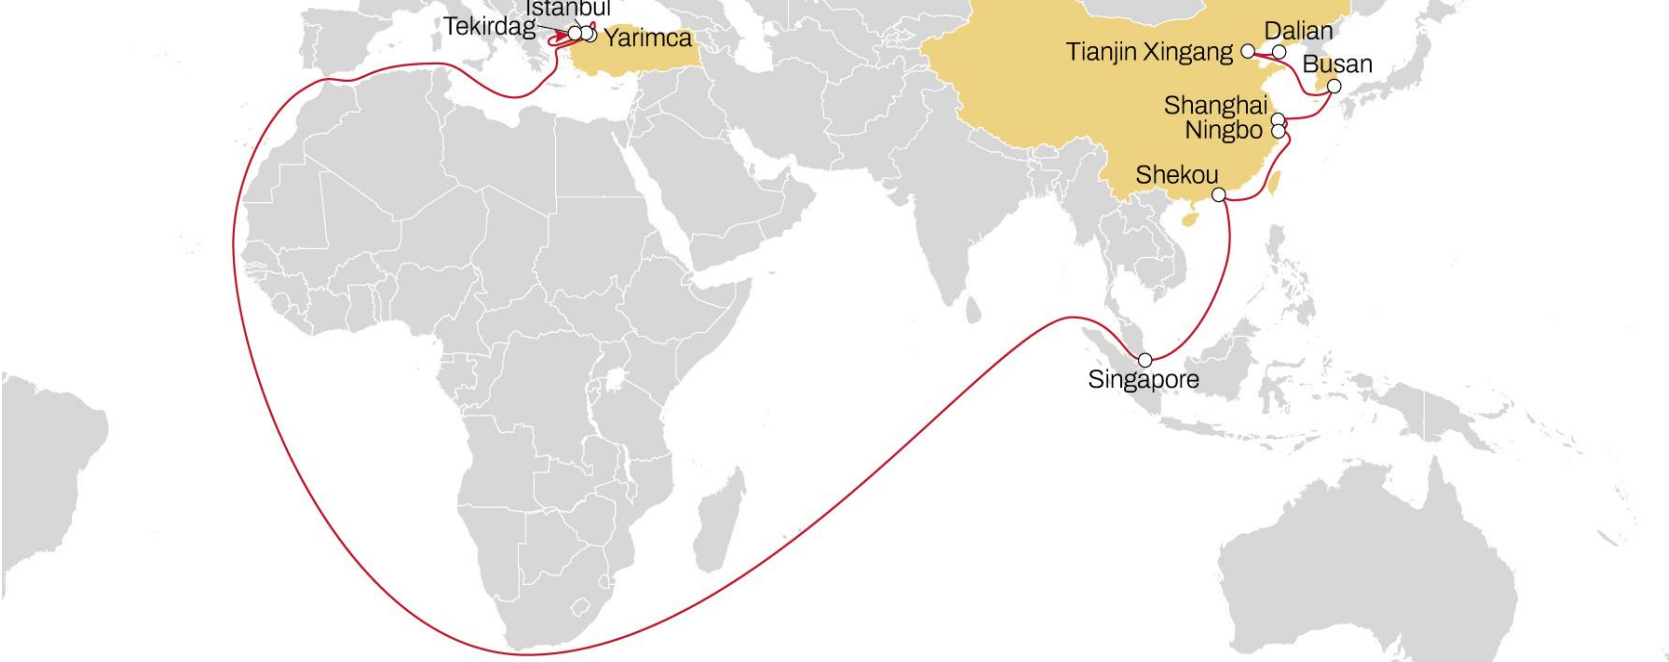 Istanbul
Tekirdag
Yarimca
Dalian
Tianjin Xingang
Busan
Shanghai
Ningbo
Shekou
Singapore